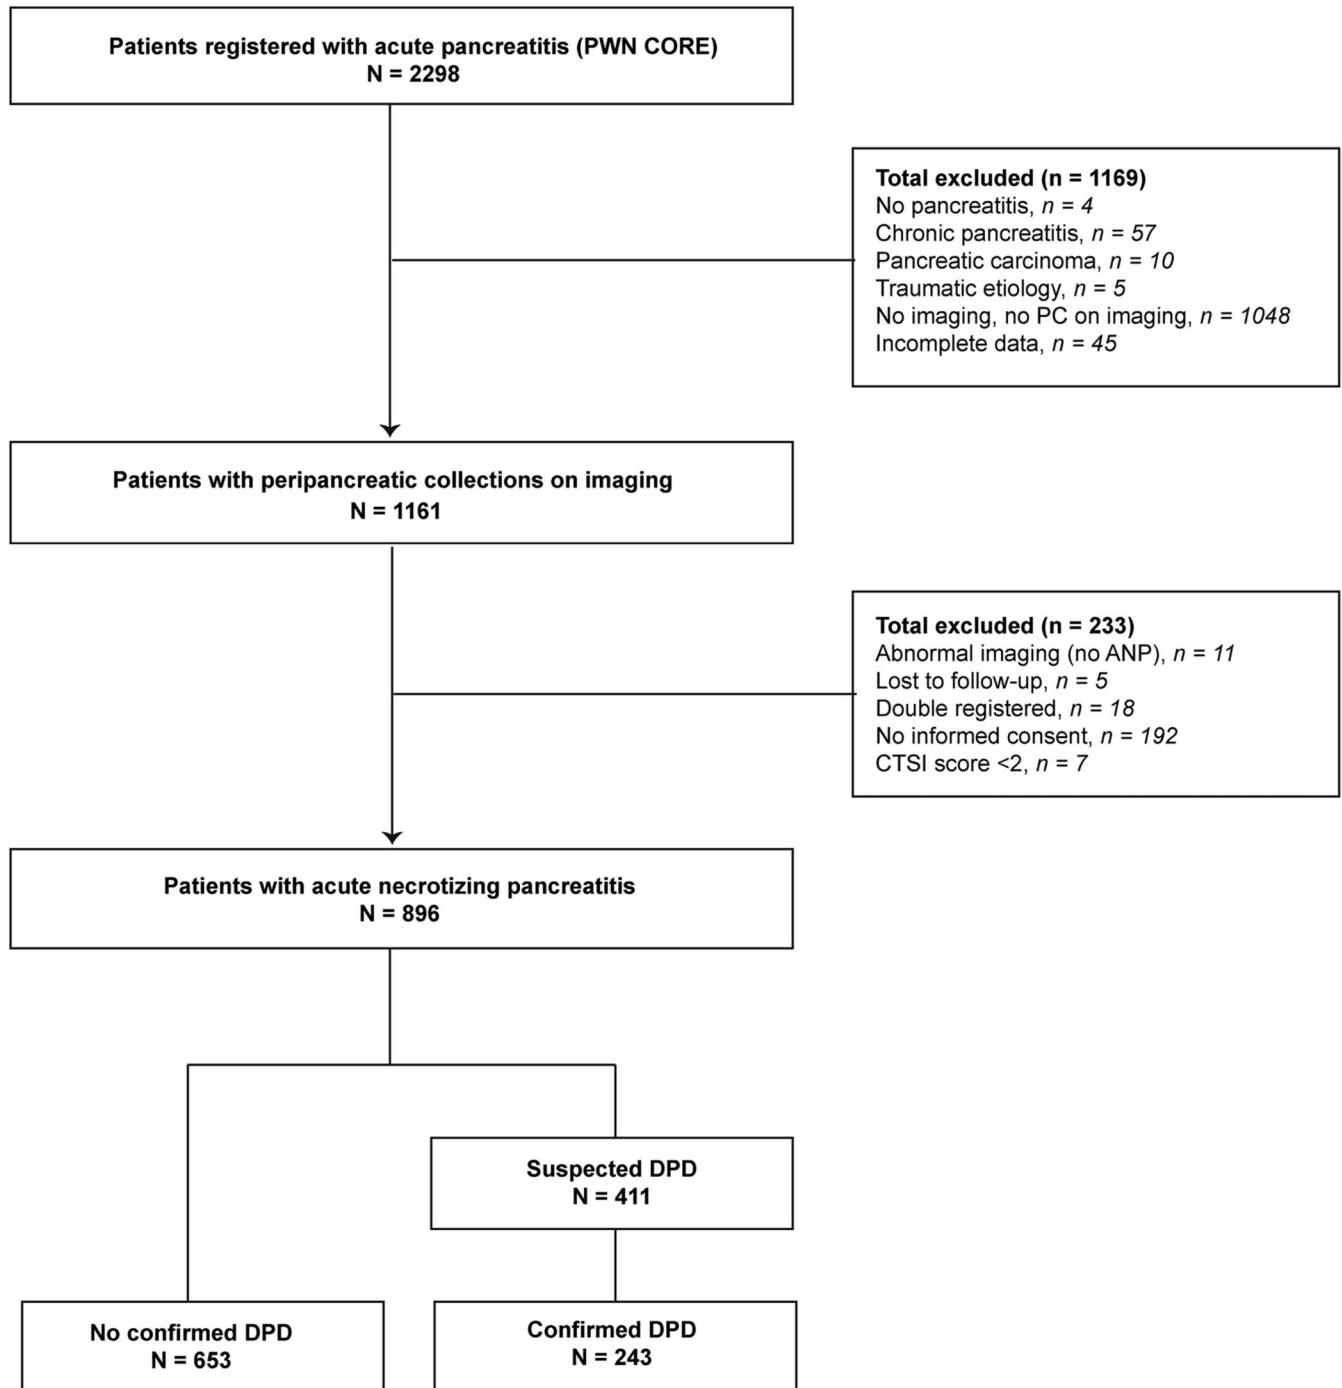 Patients registered with acute pancreatitis (PWN CORE)
N = 2298
Total excluded (n = 1169)
No pancreatitis, n = 4
Chronic pancreatitis, n = 57
Pancreatic carcinoma, n = 10
Traumatic etiology, n = 5
No imaging, no PC on imaging, n = 1048
Incomplete data, n = 45
Patients with peripancreatic collections on imaging
N = 1161
Total excluded (n = 233)
Abnormal imaging (no ANP), n = 11
Lost to follow-up, n = 5
Double registered, n = 18
No informed consent, n = 192
CTSI score <2, n = 7
Patients with acute necrotizing pancreatitis
N = 896
Suspected DPD
N = 411
No confirmed DPD
N = 653
Confirmed DPD
N = 243